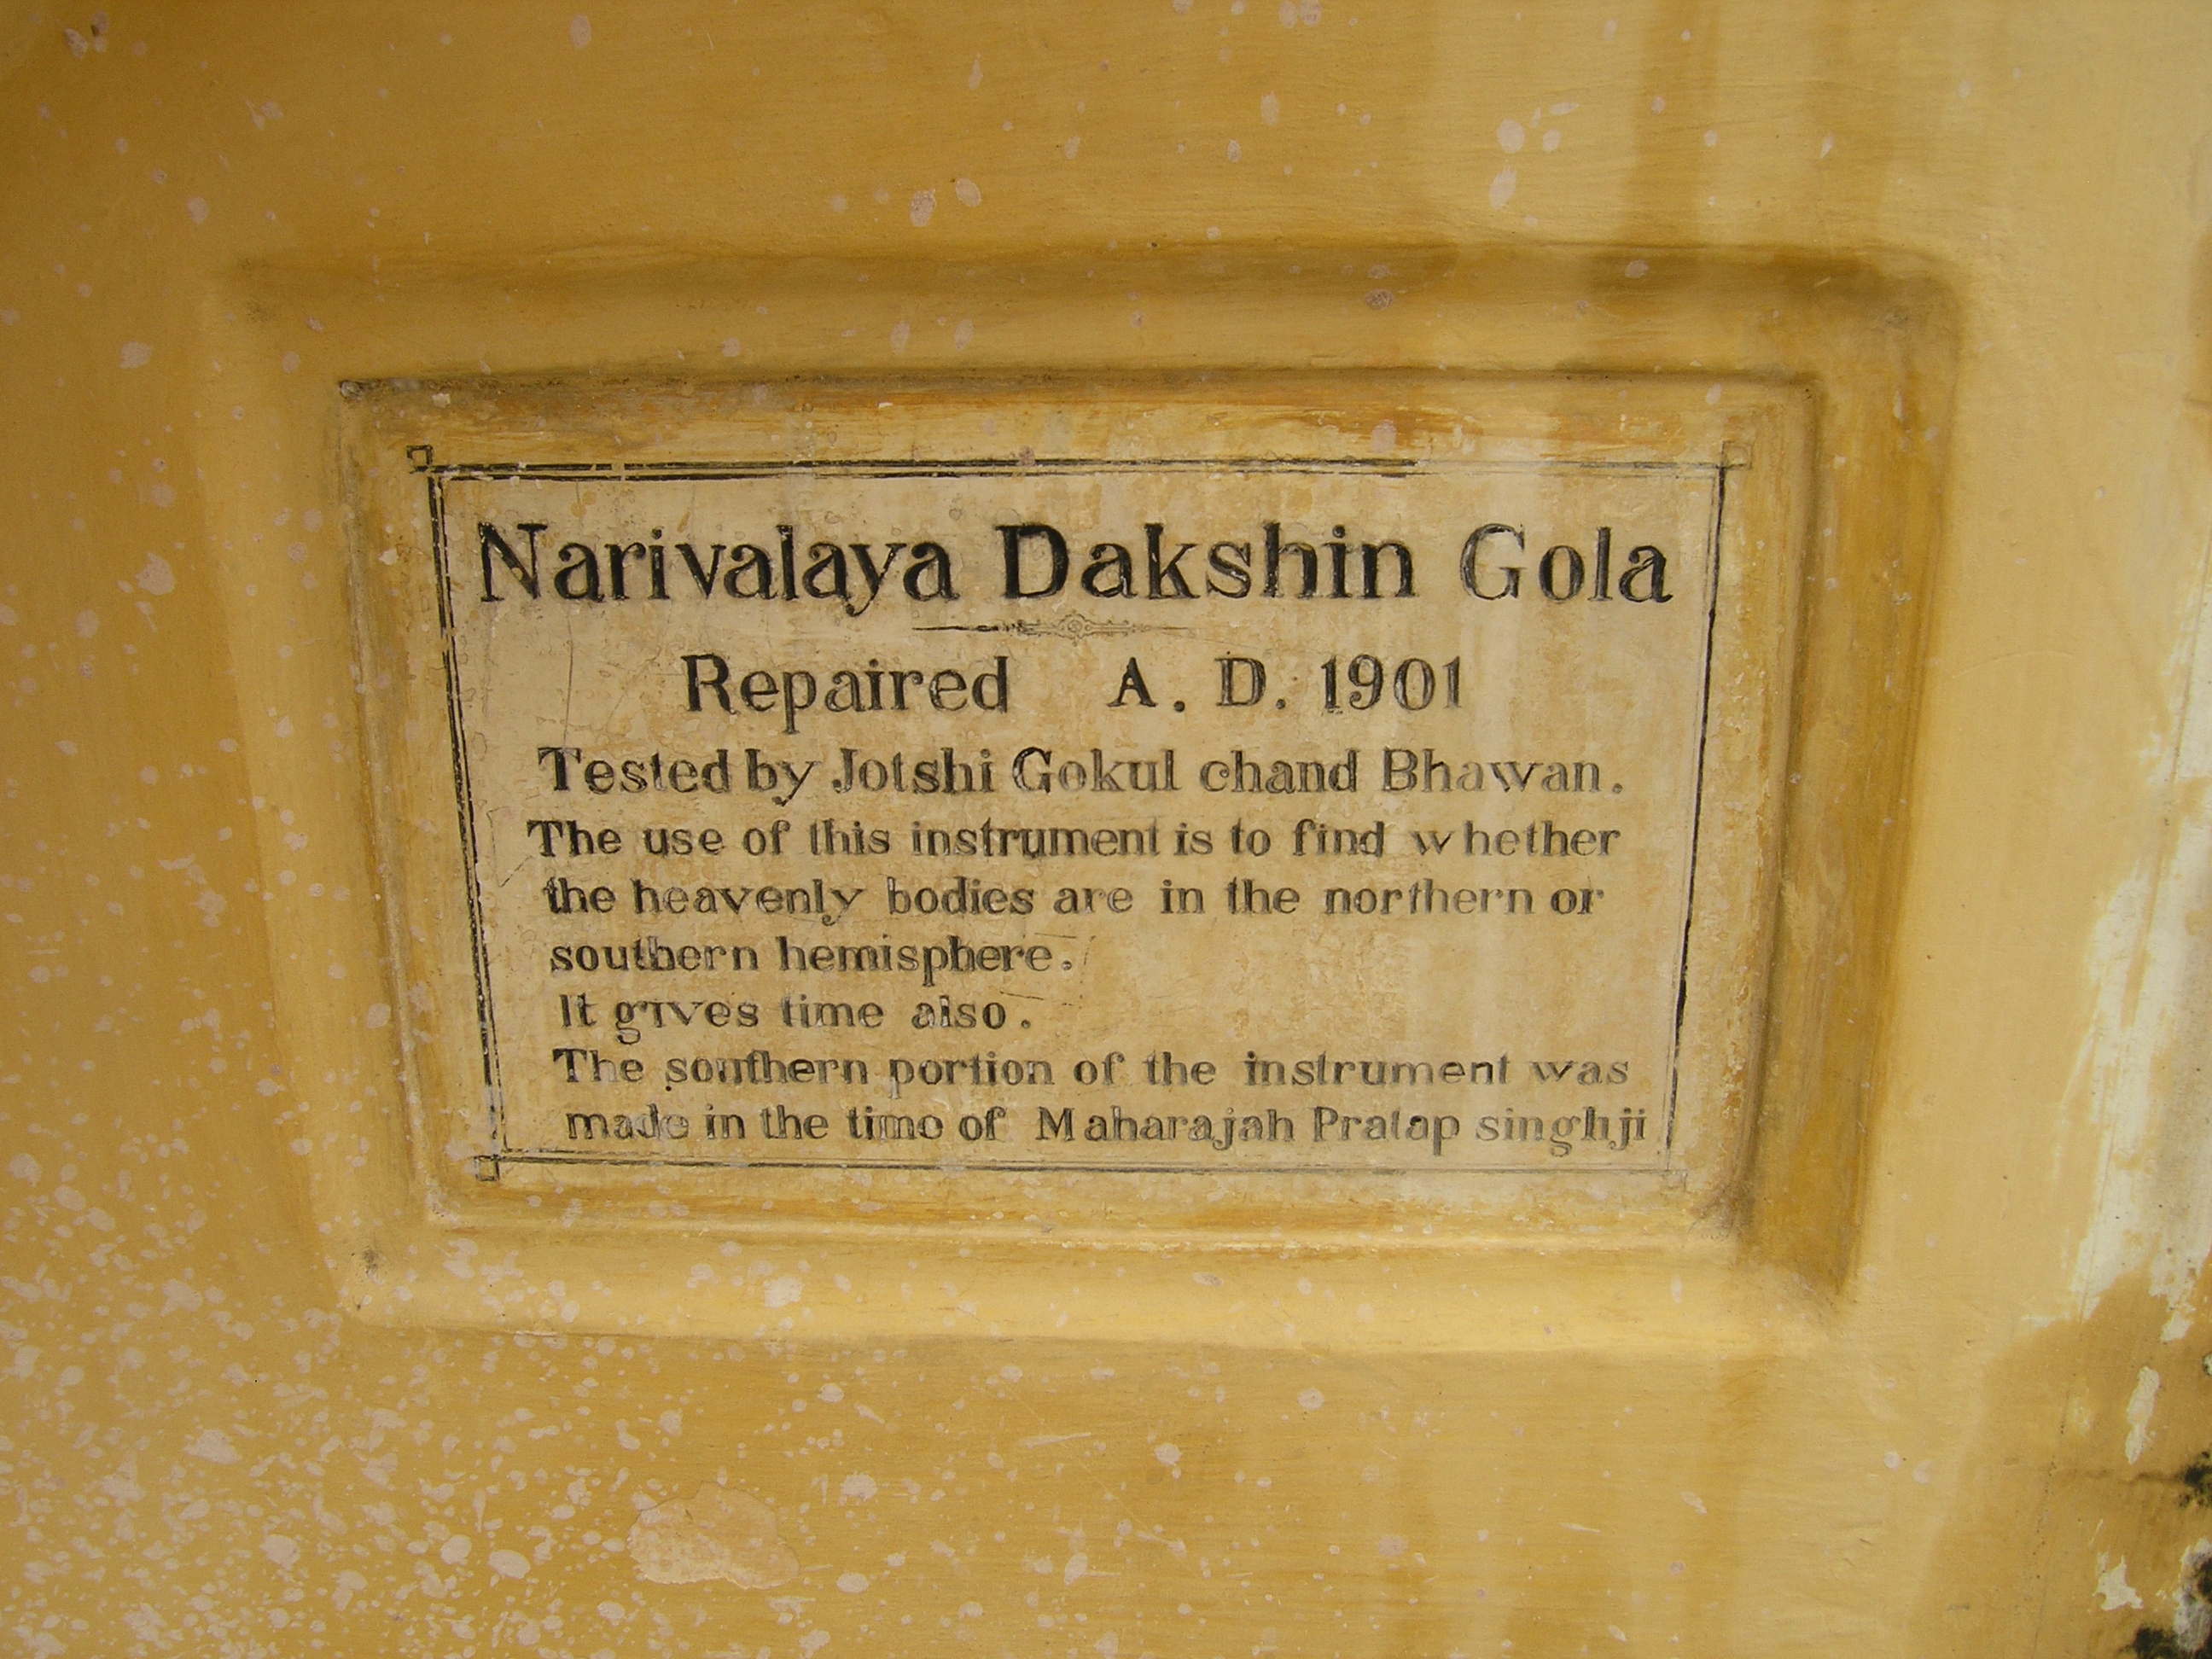 Narivalaya Dakshin Gola
Repaired A. D. 1901
Tested by Jotshi Gokul chand Bhawan.
The use of this instrument is to find whether
the heavenly bodies are in the northern or
southern hemisphere.
It gives time also.
The southern portion of the instrument was
made in the time of Maharajah Pratap singhji